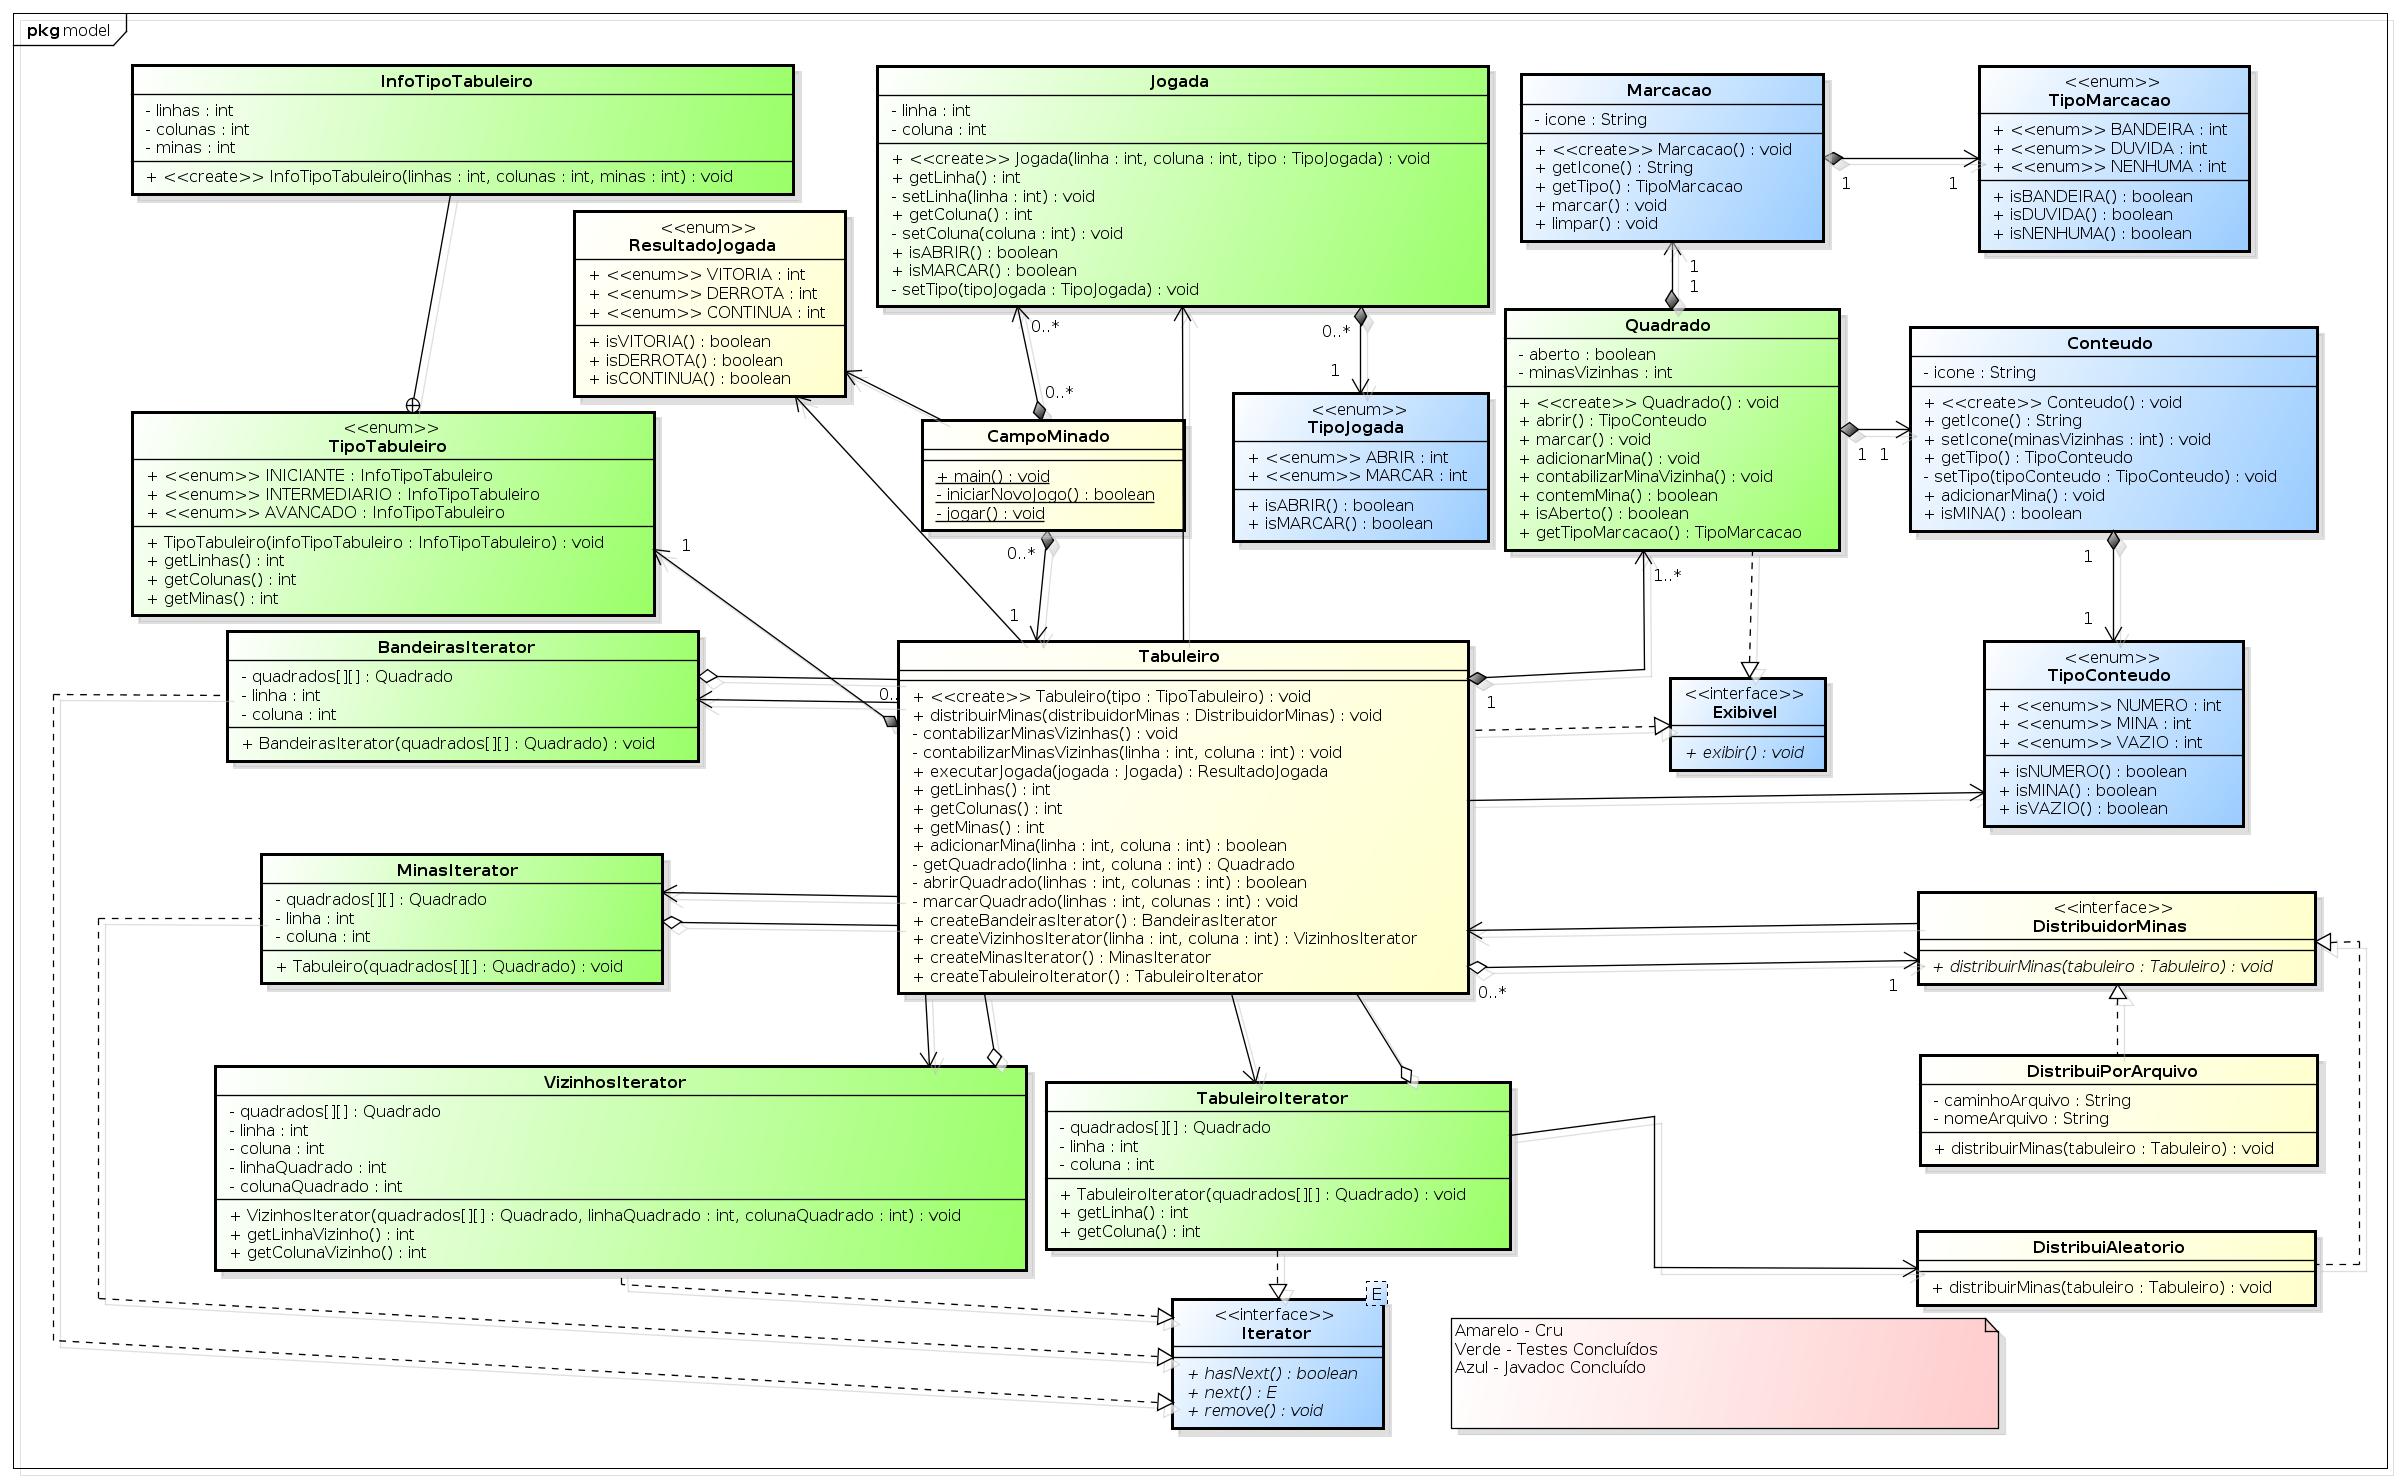 pkg model
InfoTipoTabuleiro
- linhas : int
- colunas : int
- minas : int
+ <<create>> InfoTipoTabuleiro(linhas : int, colunas : int, minas : int) : void
<<enum>>
ResultadoJogada
+ <<enum>> VITORIA : int
+ <<enum>> DERROTA : int
+ <<enum>> CONTINUA : int
+ isVITORIA() : boolean
+ isDERROTA() : boolean
+ isCONTINUA() : boolean
Jogada
- linha : int
- coluna : int
+ <<create>> Jogada(linha : int, coluna : int, tipo : TipoJogada) : void
+ getLinha() : int
- setLinha(linha : int) : void
+ getColuna() : int
- setColuna(coluna : int) : void
+ isABRIR() : boolean
+ isMARCAR() : boolean
- setTipo(tipoJogada : TipoJogada) : void
Marcacao
- icone : String
+ <<create>> Marcacao() : void
+ getIcone() : String
+ getTipo() : TipoMarcacao
+ marcar() : void
+ limpar() : void
1
1
<<enum>>
TipoMarcacao
+ <<enum>> BANDEIRA : int
+ <<enum>> DUVIDA : int
+ <<enum>> NENHUMA : int
+ isBANDEIRA() : boolean
+ isDUVIDA() : boolean
+ isNENHUMA() : boolean
1
1
Quadrado
- aberto : boolean
- minasVizinhas : int
+ <<create>> Quadrado() : void
+ abrir() : TipoConteudo
+ marcar() : void
+ adicionarMina() : void
+ contabilizarMinaVizinha() : void
+ contemMina() : boolean
+ isAberto() : boolean
+ getTipoMarcacao() : TipoMarcacao
1
1
Conteudo
- icone : String
+ <<create>> Conteudo() : void
+ getIcone() : String
+ setIcone(minasVizinhas : int) : void
+ getTipo() : TipoConteudo
- setTipo(tipoConteudo : TipoConteudo) : void
+ adicionarMina() : void
+ isMINA() : boolean
0..*
0..*
0..*
1
<<enum>>
TipoJogada
+ <<enum>> ABRIR : int
+ <<enum>> MARCAR : int
+ isABRIR() : boolean
+ isMARCAR() : boolean
CampoMinado
+ main() : void
- iniciarNovoJogo() : boolean
- jogar() : void
0..*
1
<<enum>>
TipoTabuleiro
+ <<enum>> INICIANTE : InfoTipoTabuleiro
+ <<enum>> INTERMEDIARIO : InfoTipoTabuleiro
+ <<enum>> AVANCADO : InfoTipoTabuleiro
+ TipoTabuleiro(infoTipoTabuleiro : InfoTipoTabuleiro) : void
+ getLinhas() : int
+ getColunas() : int
+ getMinas() : int
1
0..
BandeirasIterator
- quadrados[][] : Quadrado
- linha : int
- coluna : int
+ BandeirasIterator(quadrados[][] : Quadrado) : void
Tabuleiro
+ <<create>> Tabuleiro(tipo : TipoTabuleiro) : void
+ distribuirMinas(distribuidorMinas : DistribuidorMinas) : void
- contabilizarMinasVizinhas() : void
- contabilizarMinasVizinhas(linha : int, coluna : int) : void
+ executarJogada(jogada : Jogada) : ResultadoJogada
+ getLinhas() : int
+ getColunas() : int
+ getMinas() : int
+ adicionarMina(linha : int, coluna : int) : boolean
- getQuadrado(linha : int, coluna : int) : Quadrado
- abrirQuadrado(linhas : int, colunas : int) : boolean
- marcarQuadrado(linhas : int, colunas : int) : void
+ createBandeirasIterator() : BandeirasIterator
+ createVizinhosIterator(linha : int, coluna : int) : VizinhosIterator
+ createMinasIterator() : MinasIterator
+ createTabuleiroIterator() : TabuleiroIterator
1..*
1
<<interface>>
Exibivel
+ exibir() : void
1
1
<<enum>>
TipoConteudo
+ <<enum>> NUMERO : int
+ <<enum>> MINA : int
+ <<enum>> VAZIO : int
+ isNUMERO() : boolean
+ isMINA() : boolean
+ isVAZIO() : boolean
MinasIterator
- quadrados[][] : Quadrado
- linha : int
- coluna : int
+ Tabuleiro(quadrados[][] : Quadrado) : void
<<interface>>
DistribuidorMinas
+ distribuirMinas(tabuleiro : Tabuleiro) : void
0..*
1
DistribuiPorArquivo
- caminhoArquivo : String
- nomeArquivo : String
+ distribuirMinas(tabuleiro : Tabuleiro) : void
VizinhosIterator
- quadrados[][] : Quadrado
- linha : int
- coluna : int
- linhaQuadrado : int
- colunaQuadrado : int
+ VizinhosIterator(quadrados[][] : Quadrado, linhaQuadrado : int, colunaQuadrado : int) : void
+ getLinhaVizinho() : int
+ getColunaVizinho() : int
TabuleiroIterator
- quadrados[][] : Quadrado
- linha : int
- coluna : int
+ TabuleiroIterator(quadrados[][] : Quadrado) : void
+ getLinha() : int
+ getColuna() : int
DistribuiAleatorio
+ distribuirMinas(tabuleiro : Tabuleiro) : void
E
<<interface>>
Iterator
+ hasNext() : boolean
+ next() : E
+ remove() : void
Amarelo - Cru
Verde - Testes Concluídos
Azul - Javadoc Concluído